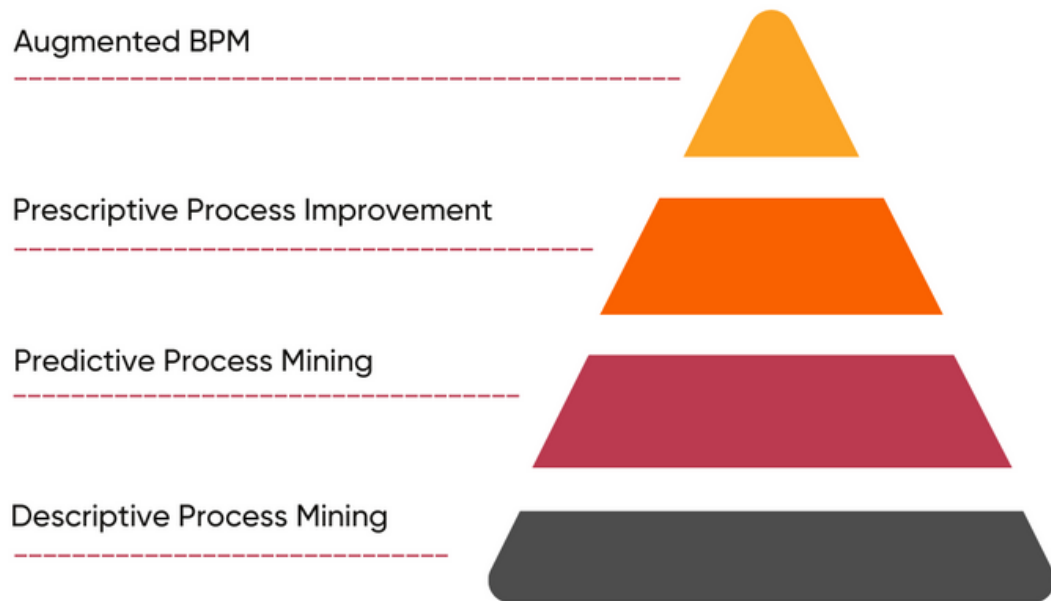 Augmented BPM
Prescriptive Process Improvement
Predictive Process Mining
Descriptive Process Mining